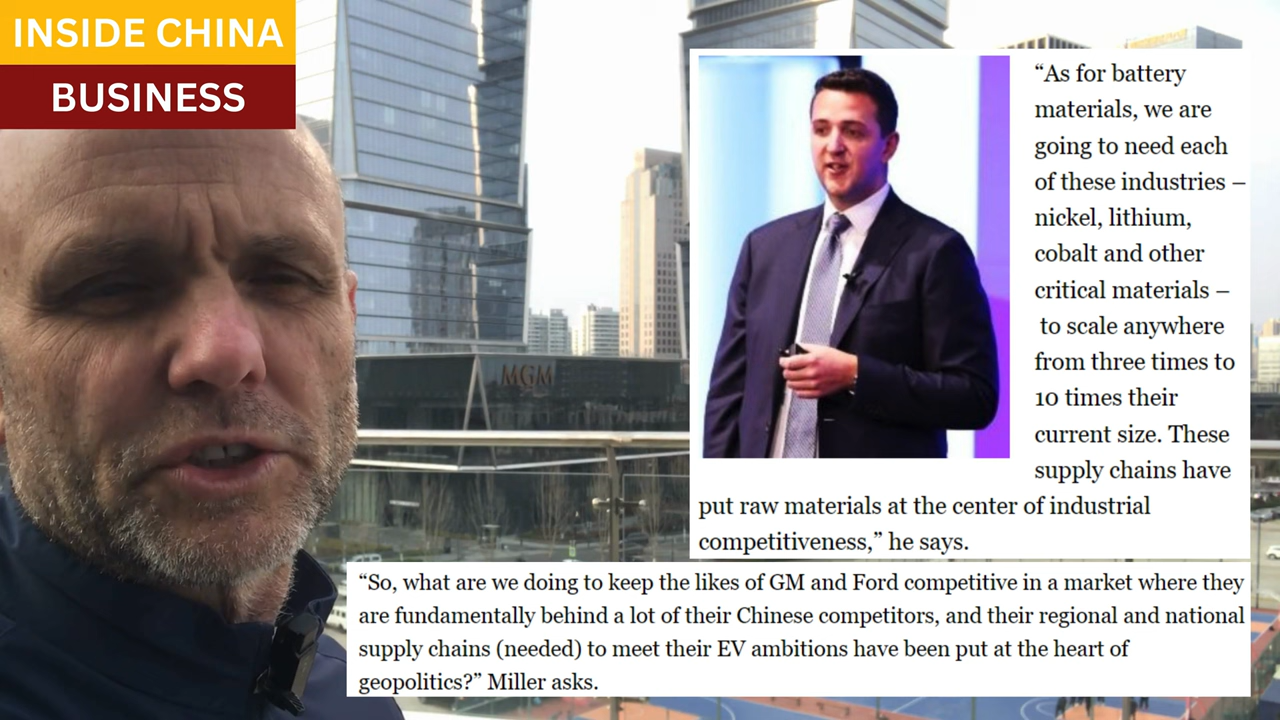 INSIDE CHINA
BUSINESS
MGM
“As for battery
materials, we are
going to need each
of these industries –
nickel, lithium,
cobalt and other
critical materials –
to scale anywhere
from three times to
10 times their
current size. These
supply chains have
put raw materials at the center of industrial
competitiveness,” he says.
“So, what are we doing to keep the likes of GM and Ford competitive in a market where they
are fundamentally behind a lot of their Chinese competitors, and their regional and national
supply chains (needed) to meet their EV ambitions have been put at the heart of
geopolitics?” Miller asks.